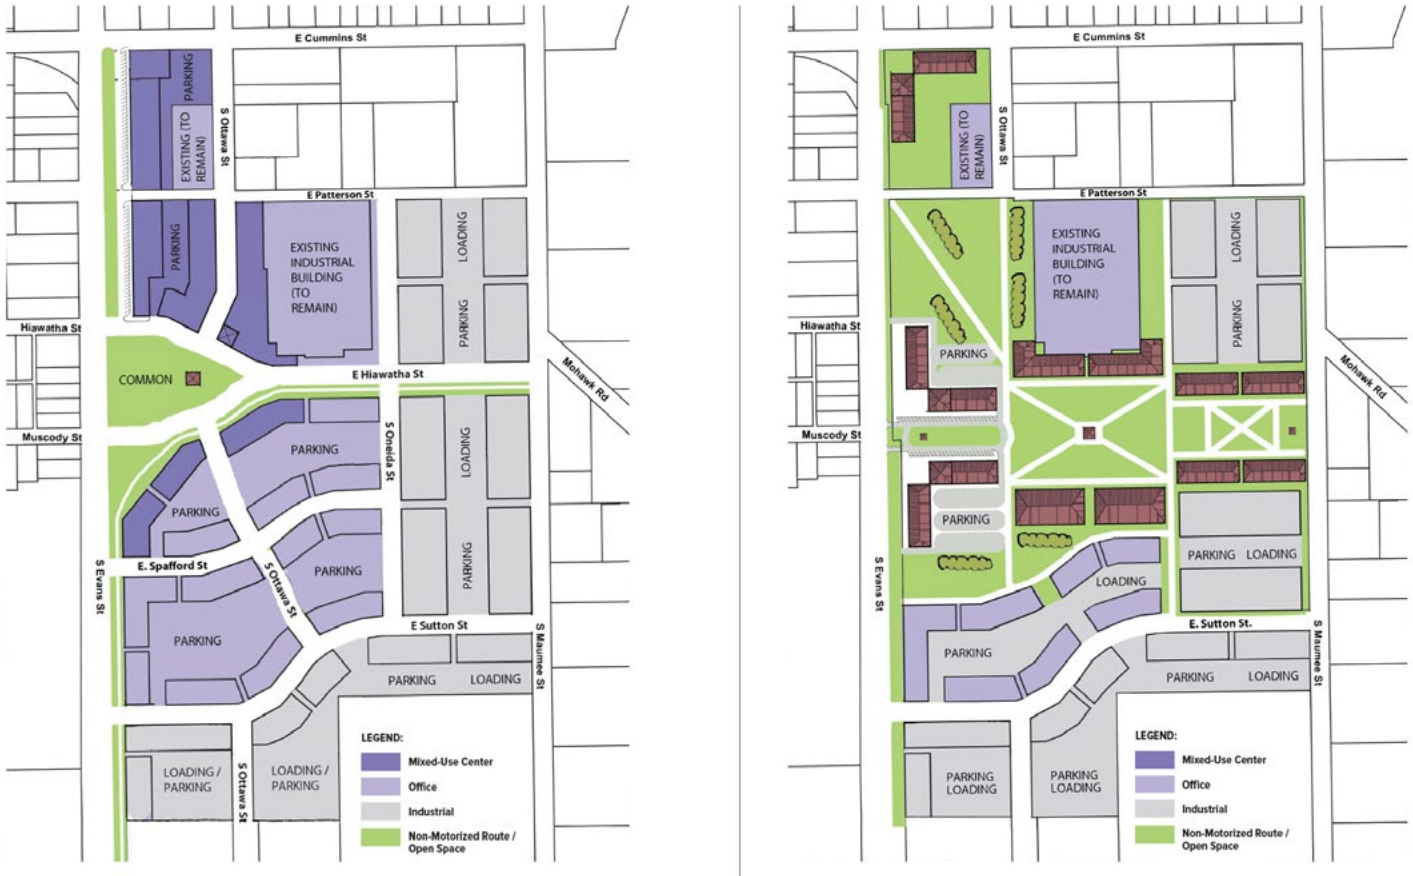 E Cummins St
PARKING
S Ottawa St
EXISTING (TO
REMAIN)
E Patterson St
PARKING
EXISTING
INDUSTRIAL
BUILDING
(TO
REMAIN)
LOADING
PARKING
Hiawatha St
COMMON
E Hiawatha St
Mohawk Rd
Muscody St
S Oneida St
PARKING
LOADING
PARKING
PARKING
E. Spafford St
S Evans St
S Ottawa St
PARKING
PARKING
E Sutton St
S Maumee St
PARKING
LOADING
LOADING /
PARKING
S Ottawa St
LOADING /
PARKING
LEGEND:
Mixed-Use Center
Office
Industrial
Non-Motorized Route /
Open Space
E Cummins St
S Ottawa St
EXISTING (TO
REMAIN)
E Patterson St
EXISTING
INDUSTRIAL
BUILDING
(TO
REMAIN)
LOADING
PARKING
Hiawatha St
PARKING
Mohawk Rd
Muscody St
PARKING
PARKING LOADING
S Evans St
LOADING
E. Sutton St.
S Maumee St
PARKING
PARKING
LOADING
PARKING
LOADING
PARKING
LOADING
LEGEND:
Mixed-Use Center
Office
Industrial
Non-Motorized Route /
Open Space